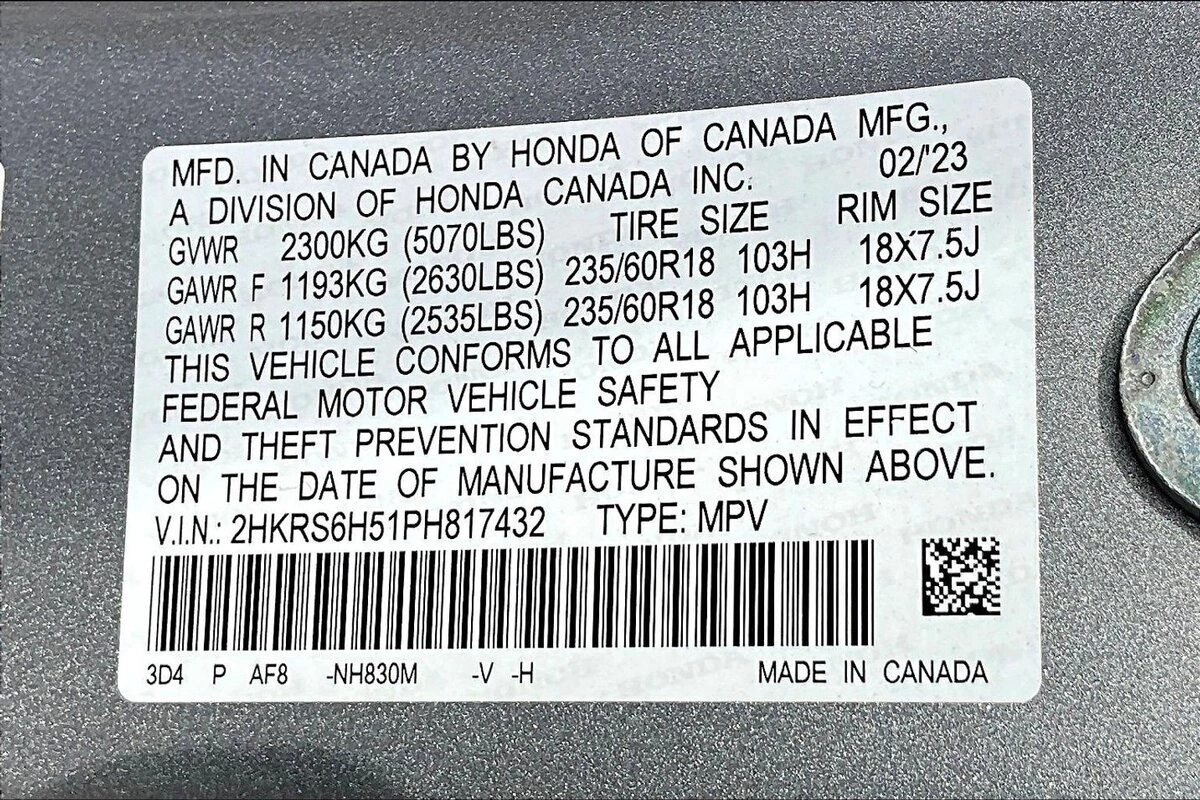 MFD. IN CANADA BY HONDA OF CANADA MFG.,
A DIVISION OF HONDA CANADA INC. 02/'23
GVWR 2300KG (5070LBS) TIRE SIZE RIM SIZE
GAWR F 1193KG (2630LBS) 235/60R18 103H 18X7.5J
GAWR R 1150KG (2535LBS) 235/60R18 103H 18X7.5J
THIS VEHICLE CONFORMS TO ALL APPLICABLE
FEDERAL MOTOR VEHICLE SAFETY
AND THEFT PREVENTION STANDARDS IN EFFECT
ON THE DATE OF MANUFACTURE SHOWN ABOVE.
V.I.N.: 2HKRS6H51PH817432 TYPE: MPV
3D4 P AF8 -NH830M -V -H MADE IN CANADA